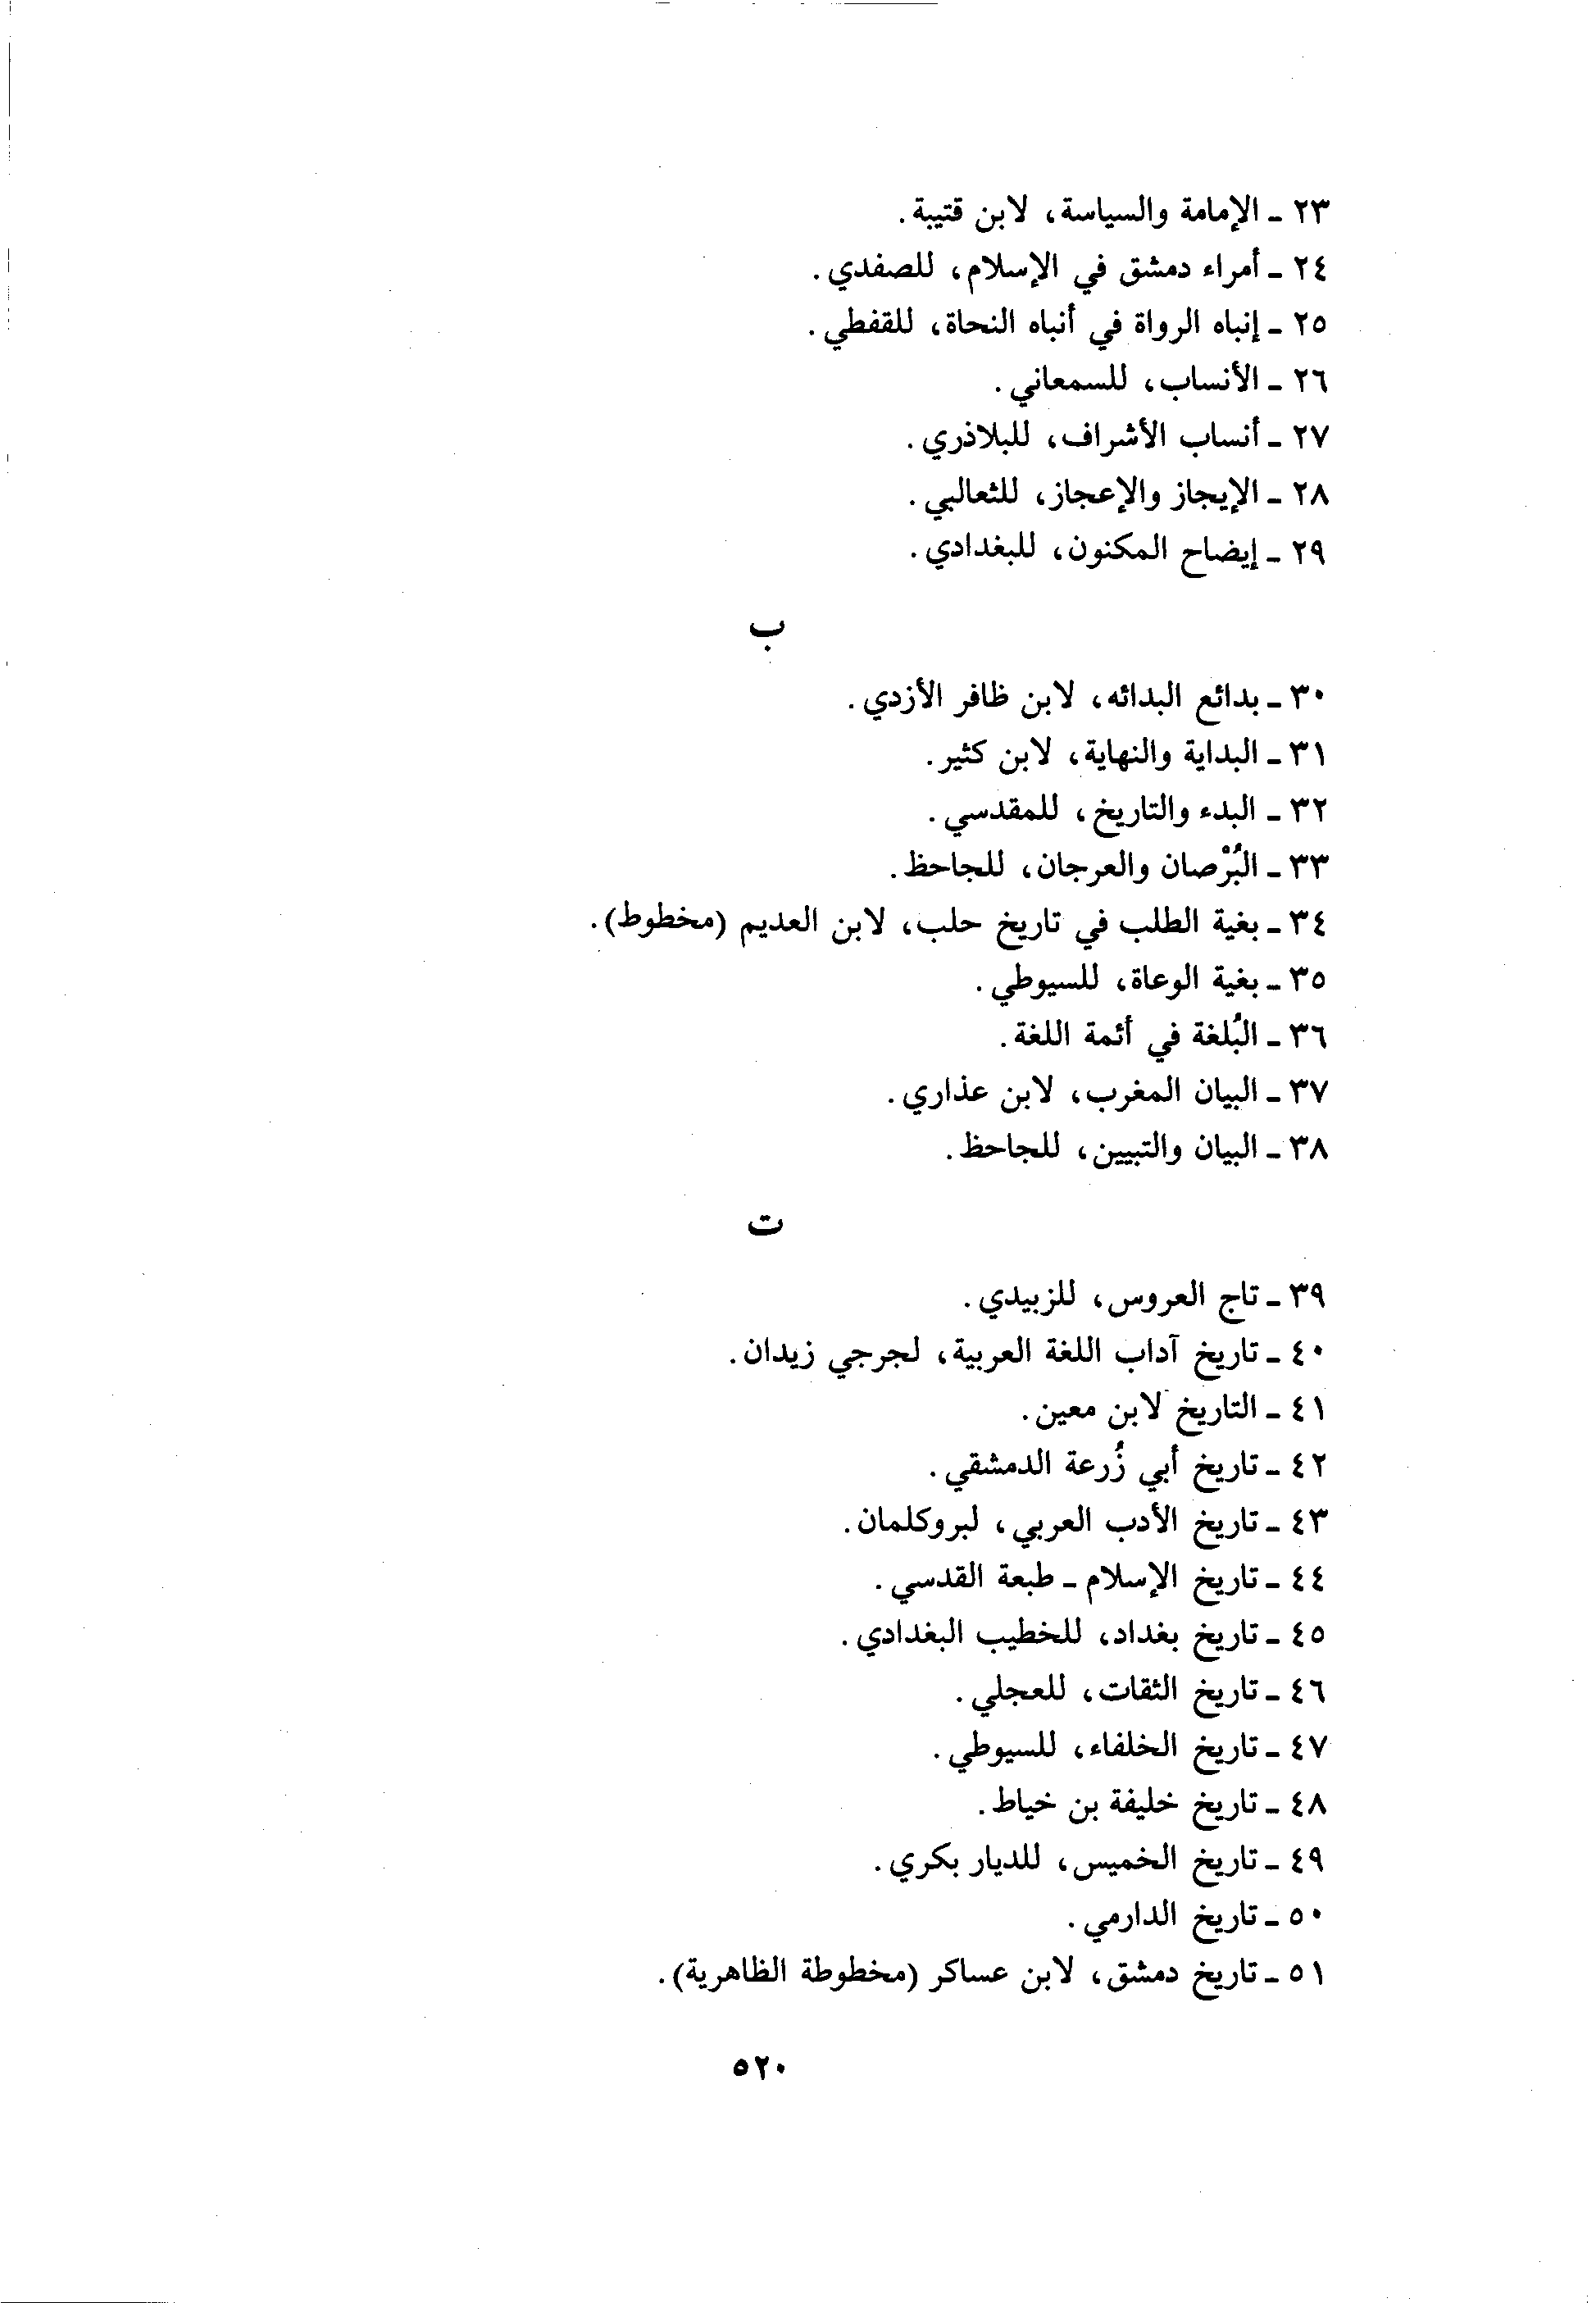 ٢٣ - الإمامة والسياسة، لابن قتيبة.
٢٤ - أمراء دمشق في الإسلام، للصفدي.
٢٥ - إنباه الرواة في أنباه النحاة، للقفطي.
٢٦ - الأنساب، للسمعاني.
٢٧ - أنساب الأشراف، للبلاذري.
٢٨ - الإيجاز والإعجاز، للثعالبي.
٢٩ - إيضاح المكنون، للبغدادي.
ب
٣٠ - بدائع البدائه، لابن ظافر الأزدي.
٣١ - البداية والنهاية، لابن كثير.
٣٢ - البدء والتاريخ، للمقدسي.
٣٣ - البُرْصان والعرجان، للجاحظ.
٣٤ - بغية الطلب في تاريخ حلب، لابن العديم (مخطوط).
٣٥ - بغية الوعاة، للسيوطي.
٣٦ - البُلغة في أئمة اللغة.
٣٧ - البيان المغرب، لابن عذاري.
٣٨ - البيان والتبيين، للجاحظ.
ت
٣٩ - تاج العروس، للزبيدي.
٤٠ - تاريخ آداب اللغة العربية، لجرجي زيدان.
٤١ - التاريخ لابن معين.
٤٢ - تاريخ أبي زُرعة الدمشقي.
٤٣ - تاريخ الأدب العربي، لبروكلمان.
٤٤ - تاريخ الإسلام - طبعة القدسي.
٤٥ - تاريخ بغداد، للخطيب البغدادي.
٤٦ - تاريخ الثقات، للعجلي.
٤٧ - تاريخ الخلفاء، للسيوطي.
٤٨ - تاريخ خليفة بن خياط.
٤٩ - تاريخ الخميس، للديار بكري.
٥٠ - تاريخ الدارمي.
٥١ - تاريخ دمشق، لابن عساكر (مخطوطة الظاهرية).
٥٢٠